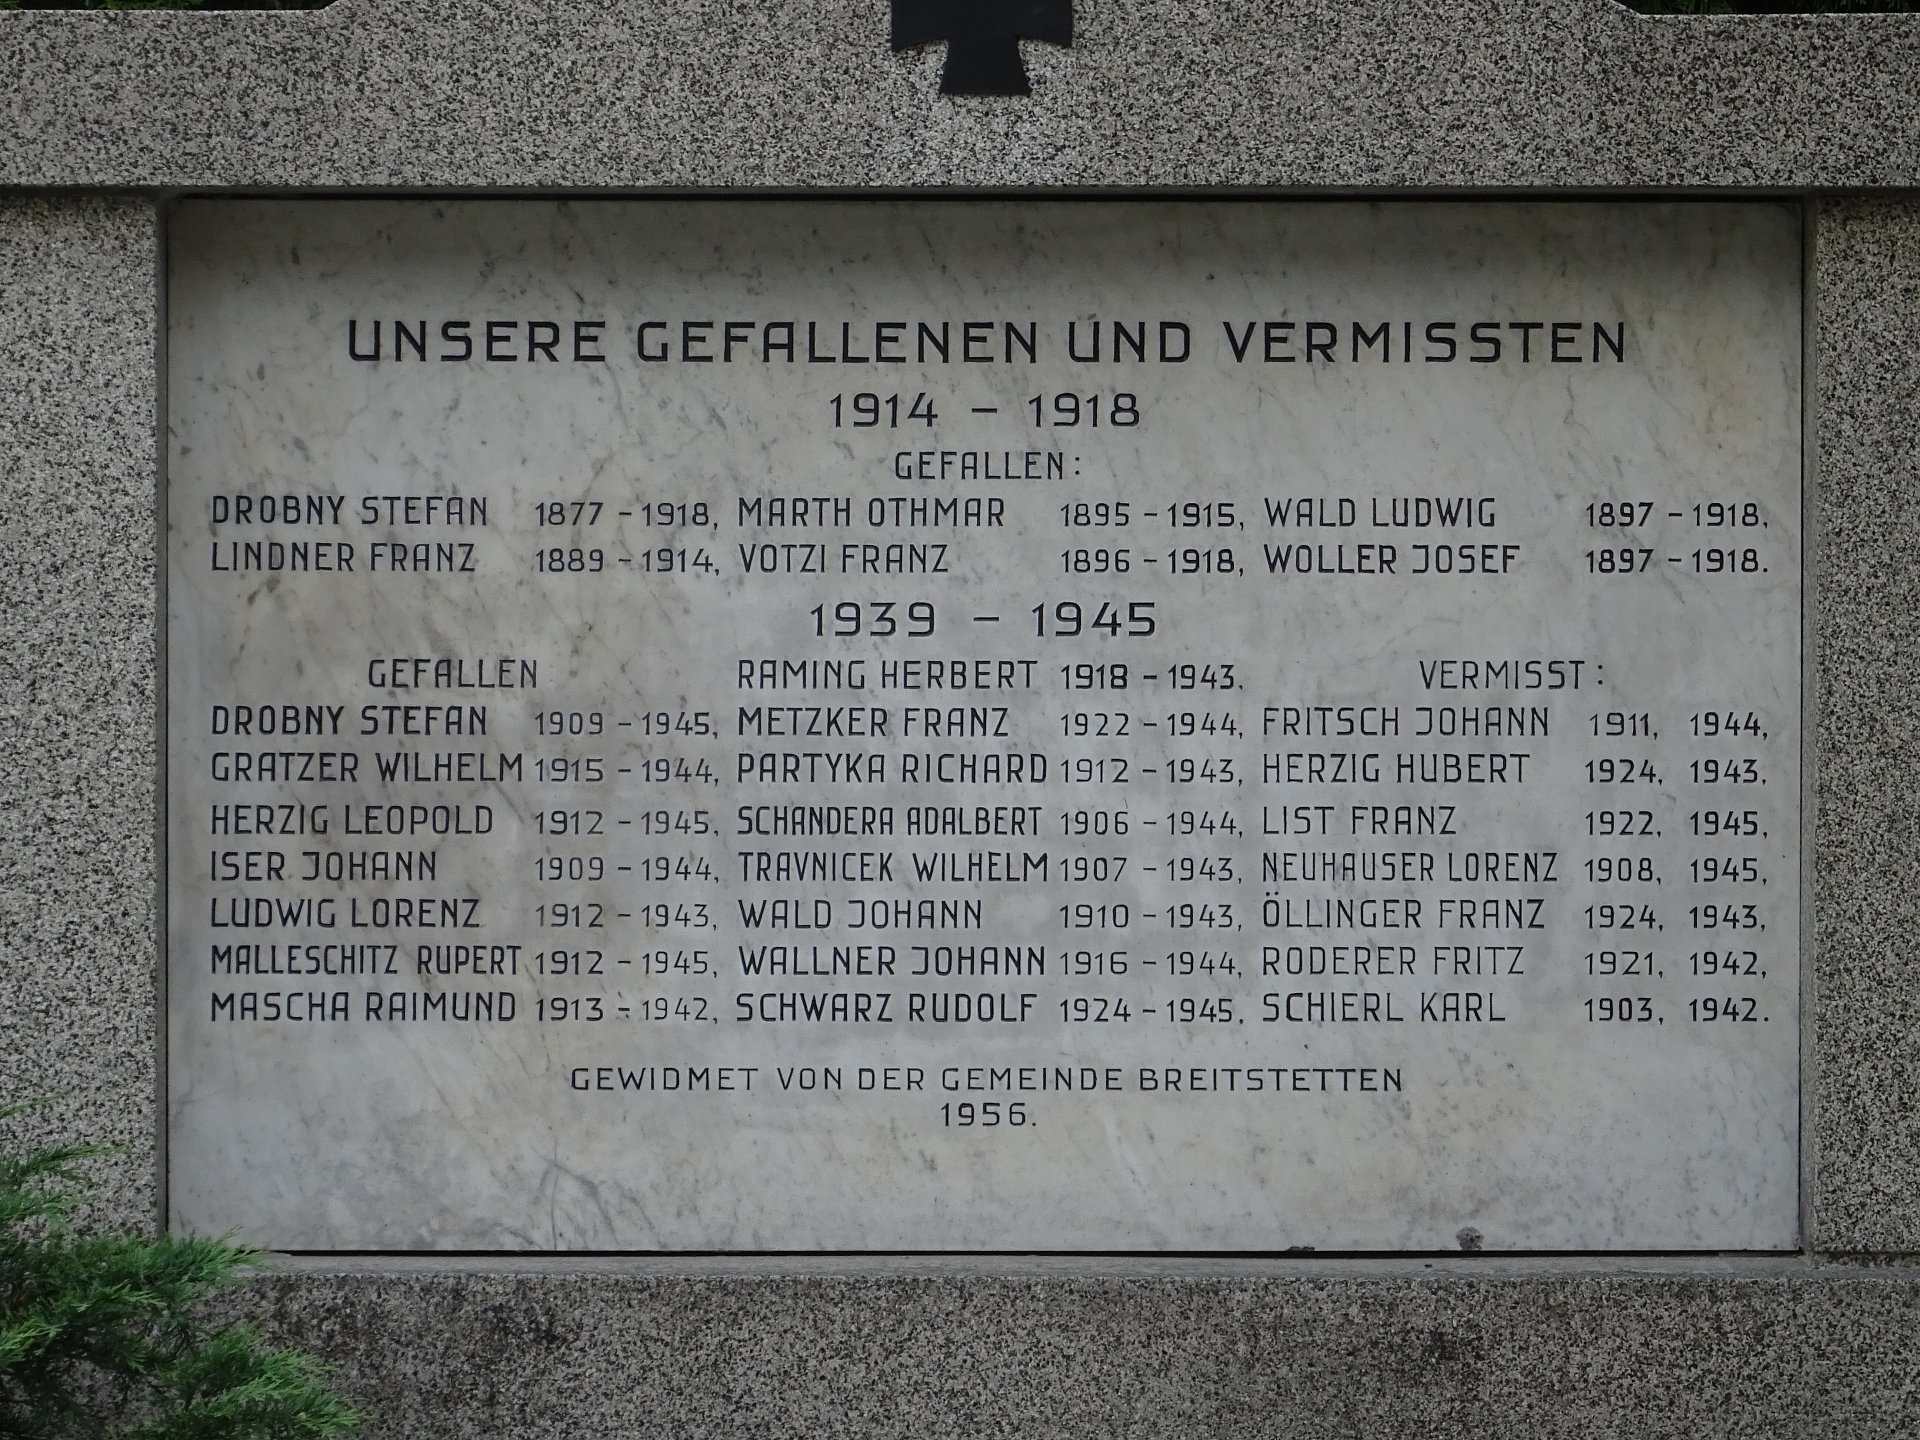 UNSERE GEFALLENEN UND VERMISSTEN
1914 – 1918
GEFALLEN:
DROBNY STEFAN 1877 – 1918, MARTH OTHMAR 1895 – 1915, WALD LUDWIG 1897 – 1918,
LINDNER FRANZ 1889 – 1914, VOTZI FRANZ 1896 – 1918, WOLLER JOSEF 1897 – 1918.
1939 – 1945
GEFALLEN RAMING HERBERT 1918 – 1943, VERMISST:
DROBNY STEFAN 1909 – 1945, METZKER FRANZ 1922 – 1944, FRITSCH JOHANN 1911, 1944,
GRATZER WILHELM 1915 – 1944, PARTYKA RICHARD 1912 – 1943, HERZIG HUBERT 1924, 1943,
HERZIG LEOPOLD 1912 – 1945, SCHANDERA ADALBERT 1906 – 1944, LIST FRANZ 1922, 1945,
ISER JOHANN 1909 – 1944, TRAVNICEK WILHELM 1907 – 1943, NEUHAUSER LORENZ 1908, 1945,
LUDWIG LORENZ 1912 – 1943, WALD JOHANN 1910 – 1943, ÖLLINGER FRANZ 1924, 1943,
MALLESCHITZ RUPERT 1912 – 1945, WALLNER JOHANN 1916 – 1944, RODERER FRITZ 1921, 1942,
MASCHA RAIMUND 1913 – 1942, SCHWARZ RUDOLF 1924 – 1945, SCHIERL KARL 1903, 1942.
GEWIDMET VON DER GEMEINDE BREITSTETTEN
1956.